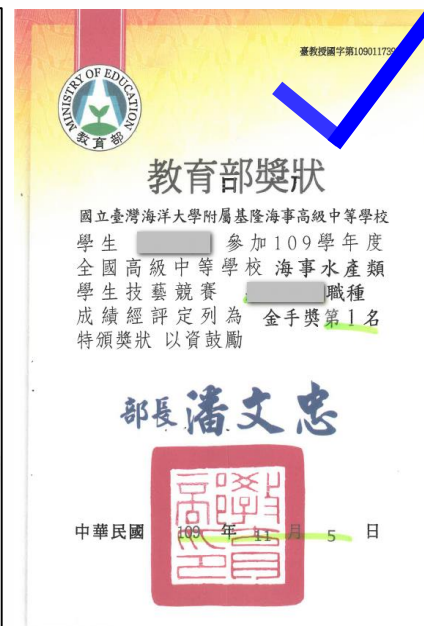 臺教授國字第109011739
MINISTRY OF EDUCATION
教育部
教育部獎狀
國立臺灣海洋大學附屬基隆海事高級中等學校
學生 參加109學年度
全國高級中等學校 海事水產類
學生技藝競賽 職種
成績經評定列為 金手獎第1名
特頒獎狀 以資鼓勵
部長 潘文忠
中華民國 109 年 11 月 5 日